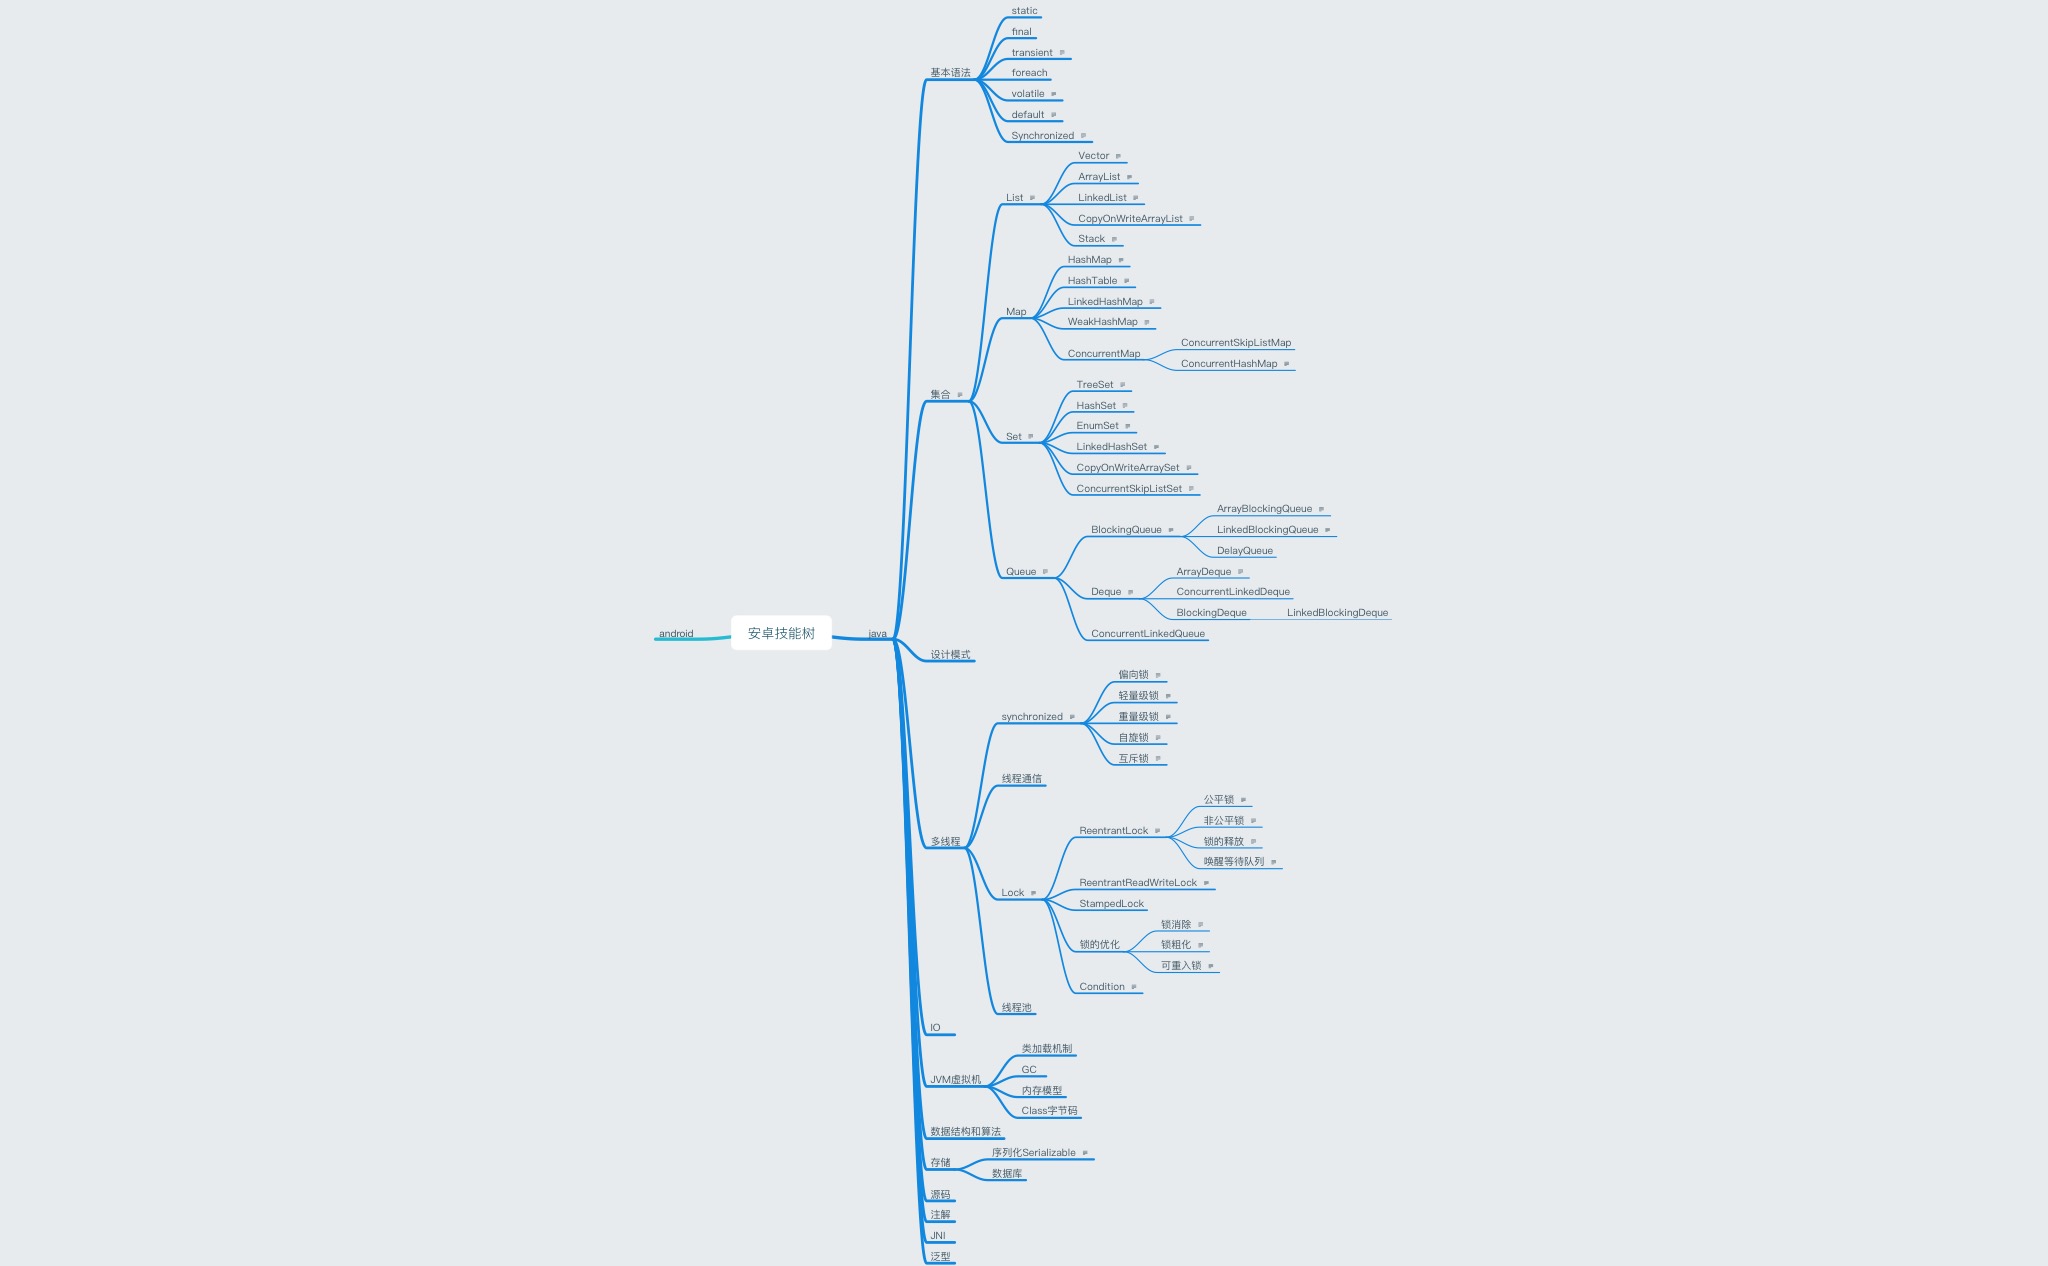 static
final
transient
基本语法
foreach
volatile
default
Synchronized
Vector
ArrayList
List
LinkedList
CopyOnWriteArrayList
Stack
HashMap
HashTable
LinkedHashMap
Map
WeakHashMap
ConcurrentMap
ConcurrentSkipListMap
ConcurrentHashMap
集合
TreeSet
HashSet
EnumSet
Set
LinkedHashSet
CopyOnWriteArraySet
ConcurrentSkipListSet
Queue
BlockingQueue
ArrayBlockingQueue
LinkedBlockingQueue
DelayQueue
Deque
ArrayDeque
ConcurrentLinkedDeque
BlockingDeque
LinkedBlockingDeque
ConcurrentLinkedQueue
android
安卓技能树
java
设计模式
synchronized
偏向锁
轻量级锁
重量级锁
自旋锁
互斥锁
线程通信
多线程
Lock
ReentrantLock
公平锁
非公平锁
锁的释放
唤醒等待队列
ReentrantReadWriteLock
StampedLock
锁的优化
锁消除
锁粗化
可重入锁
Condition
线程池
IO
JVM虚拟机
类加载机制
GC
内存模型
Class字节码
数据结构和算法
存储
序列化Serializable
数据库
源码
注解
JNI
泛型